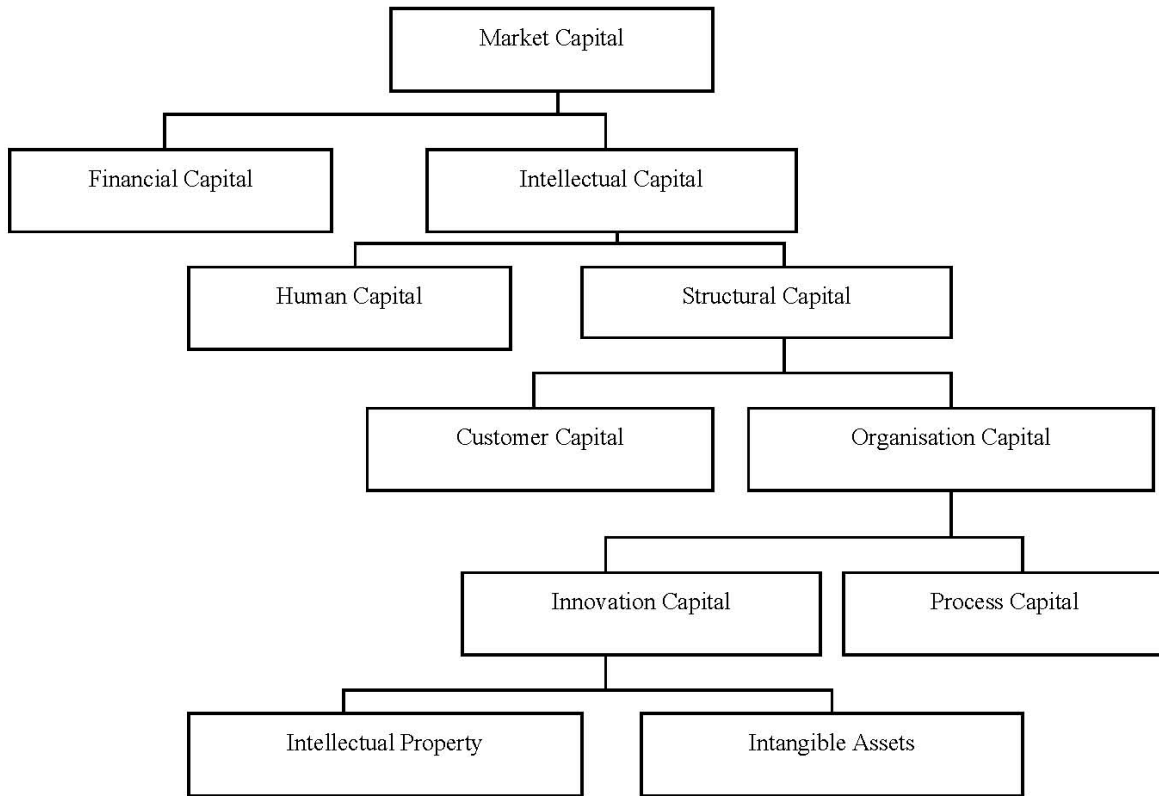 Market Capital
Financial Capital
Intellectual Capital
Human Capital
Structural Capital
Customer Capital
Organisation Capital
Innovation Capital
Process Capital
Intellectual Property
Intangible Assets